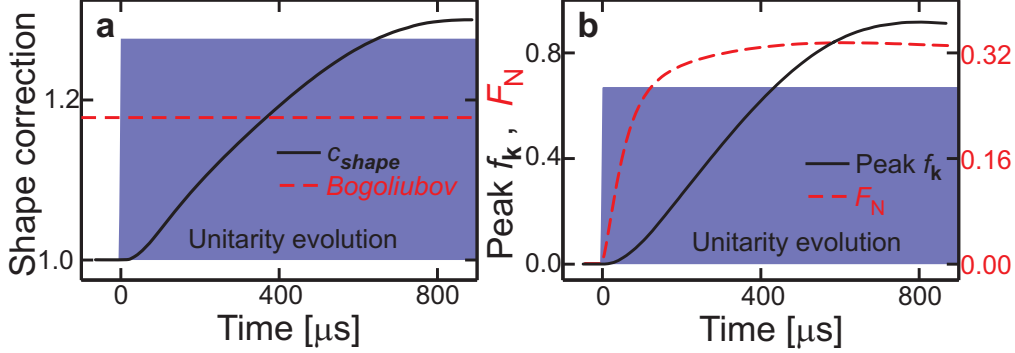 a
Shape correction
1.2
1.0
c_shape
Bogoliubov
Unitarity evolution
0
400
800
Time [μs]
b
Peak f_k , F_N
0.8
0.4
0.0
Peak f_k
F_N
Unitarity evolution
0.32
0.16
0.00
0
400
800
Time [μs]